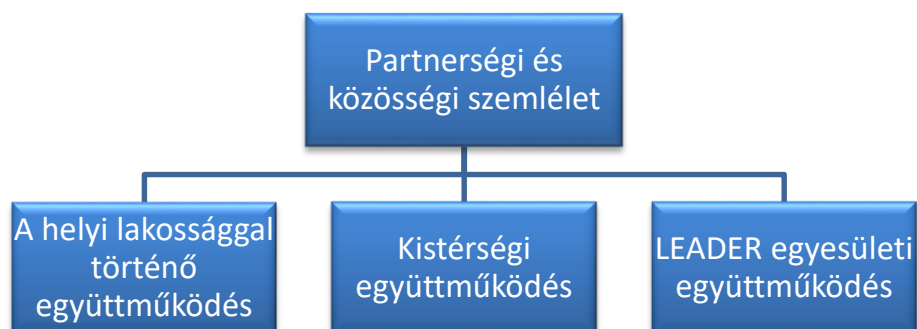 Partnerségi és
közösségi szemlélet
A helyi lakossággal
történő
együttműködés
Kistérségi
együttműködés
LEADER egyesületi
együttműködés